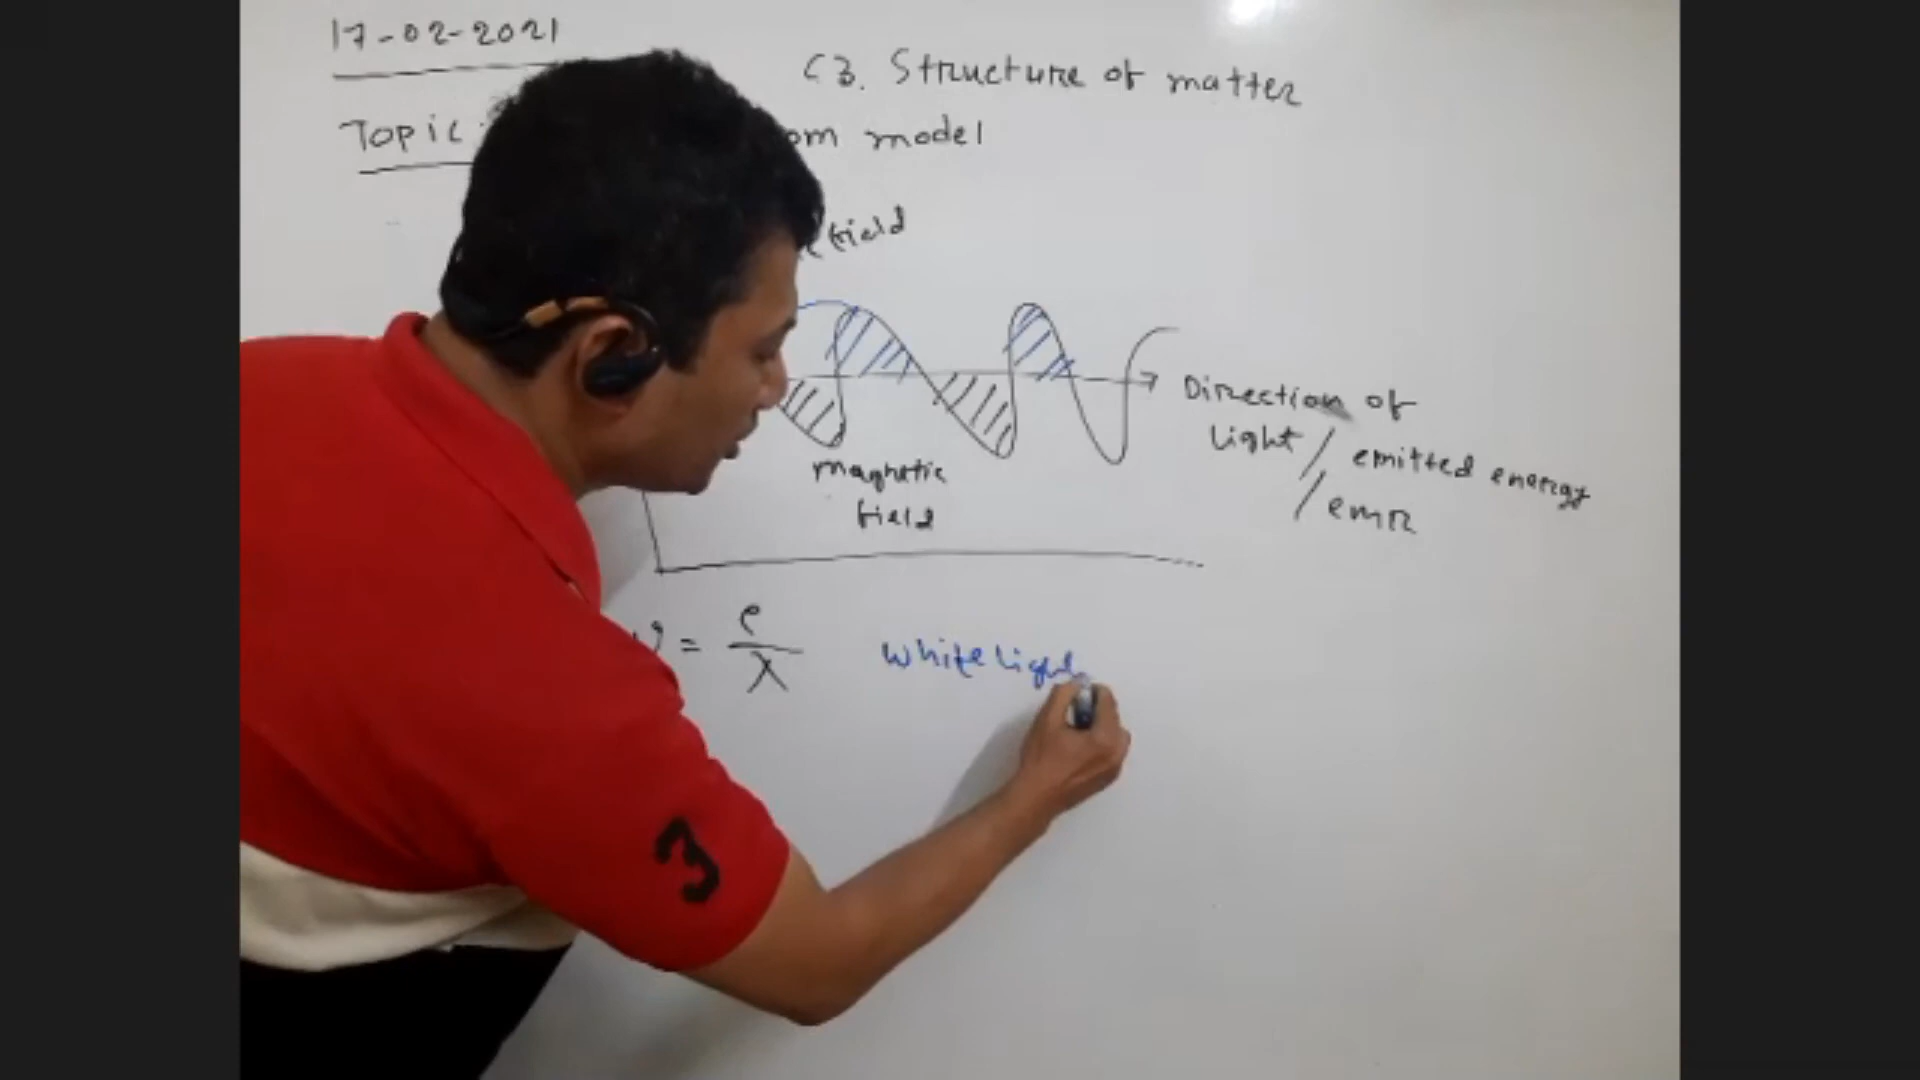 17-02-2021
C3. Structure of matter
Topic
model
field
Direction of
light / emitted energy
/ emr
magnetic
field
ν = c/λ
white light
3